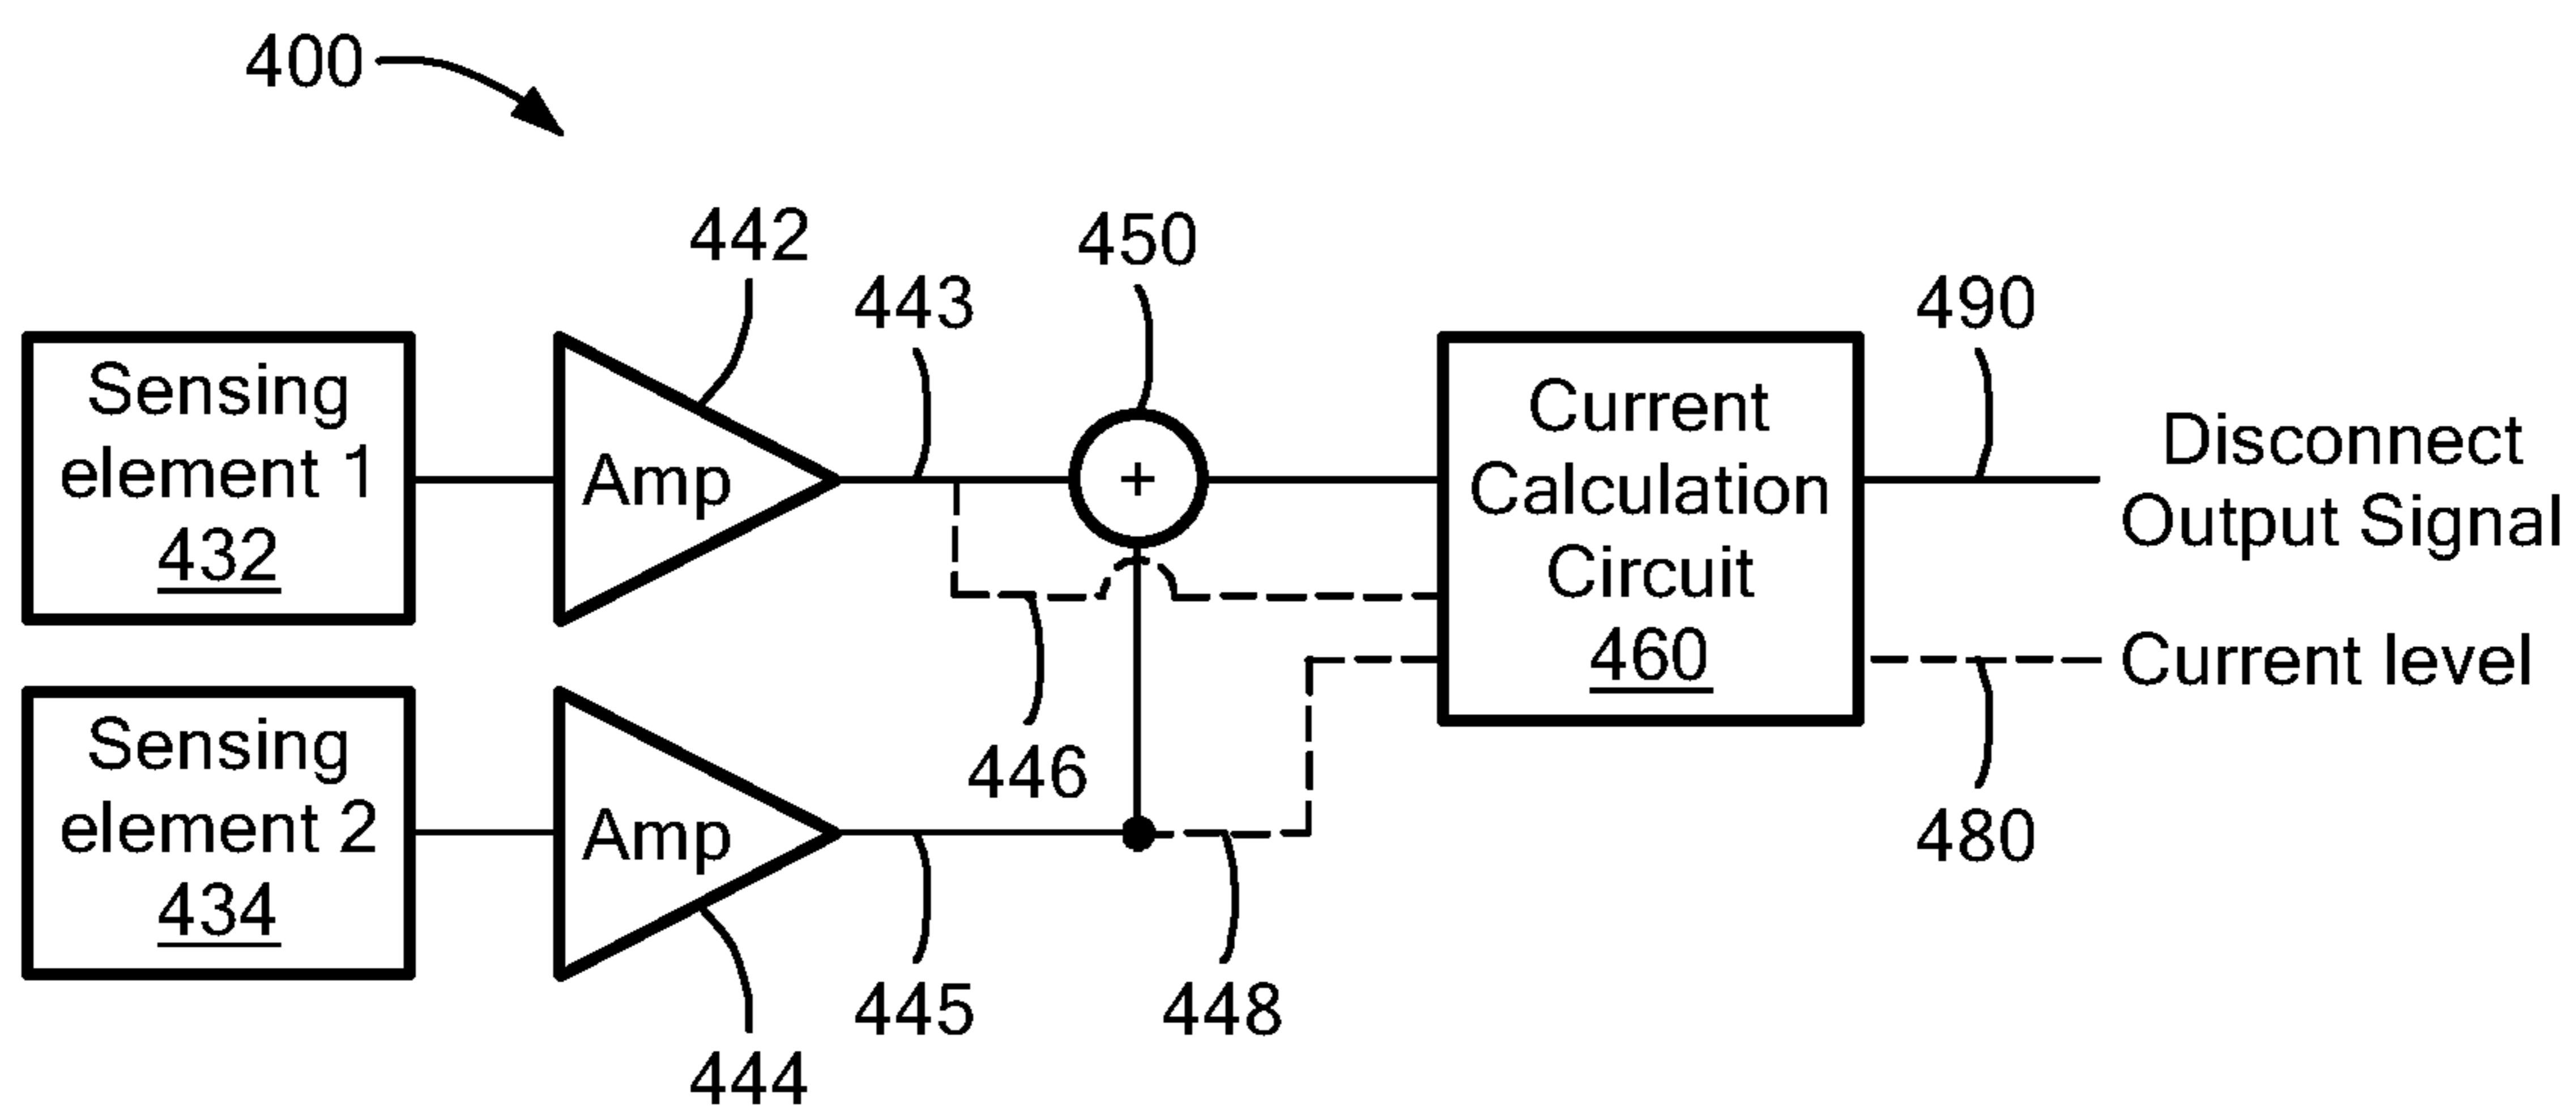 400
442
450
443
490
Sensing
element 1
432
Amp
+
Current
Calculation
Circuit
460
Disconnect
Output Signal
446
Current level
480
Sensing
element 2
434
Amp
445
448
444